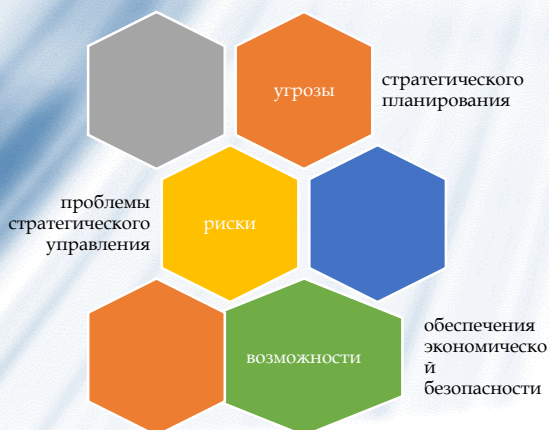 угрозы
стратегического
планирования
проблемы
стратегического
управления
риски
возможности
обеспечения
экономическо
й
безопасности